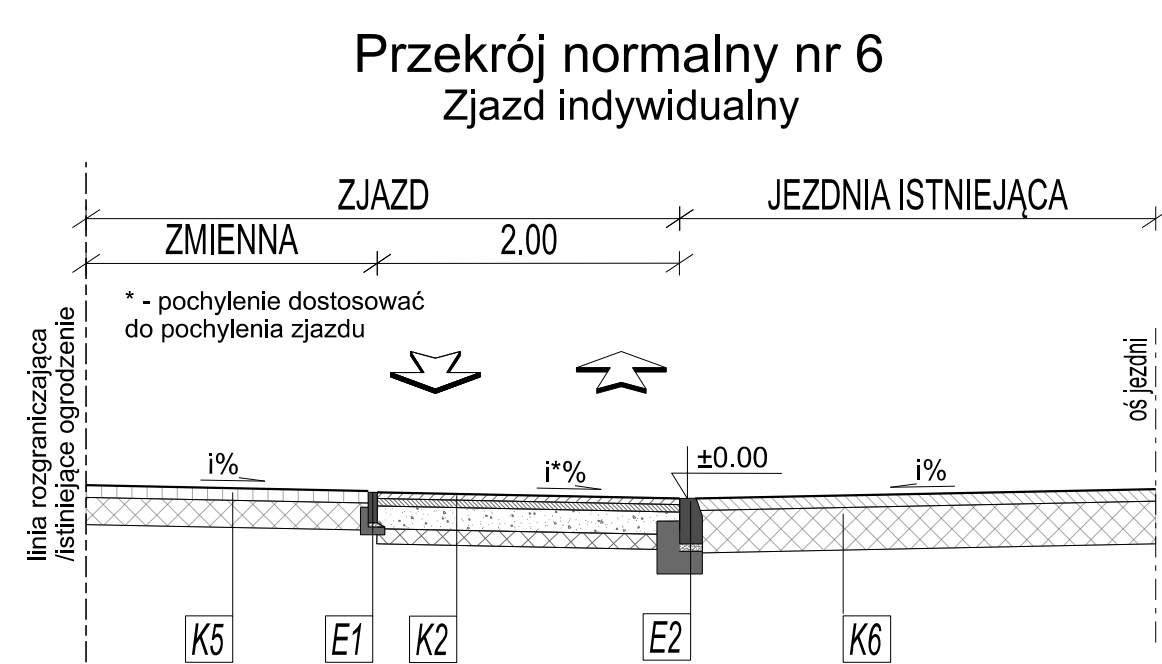 Przekrój normalny nr 6
Zjazd indywidualny
ZJAZD
JEZDNIA ISTNIEJĄCA
ZMIENNA
2.00
* - pochylenie dostosować
do pochylenia zjazdu
linia rozgraniczająca
/istiniejące ogrodzenie
oś jezdni
i%
i*%
±0.00
i%
K5
E1
K2
E2
K6